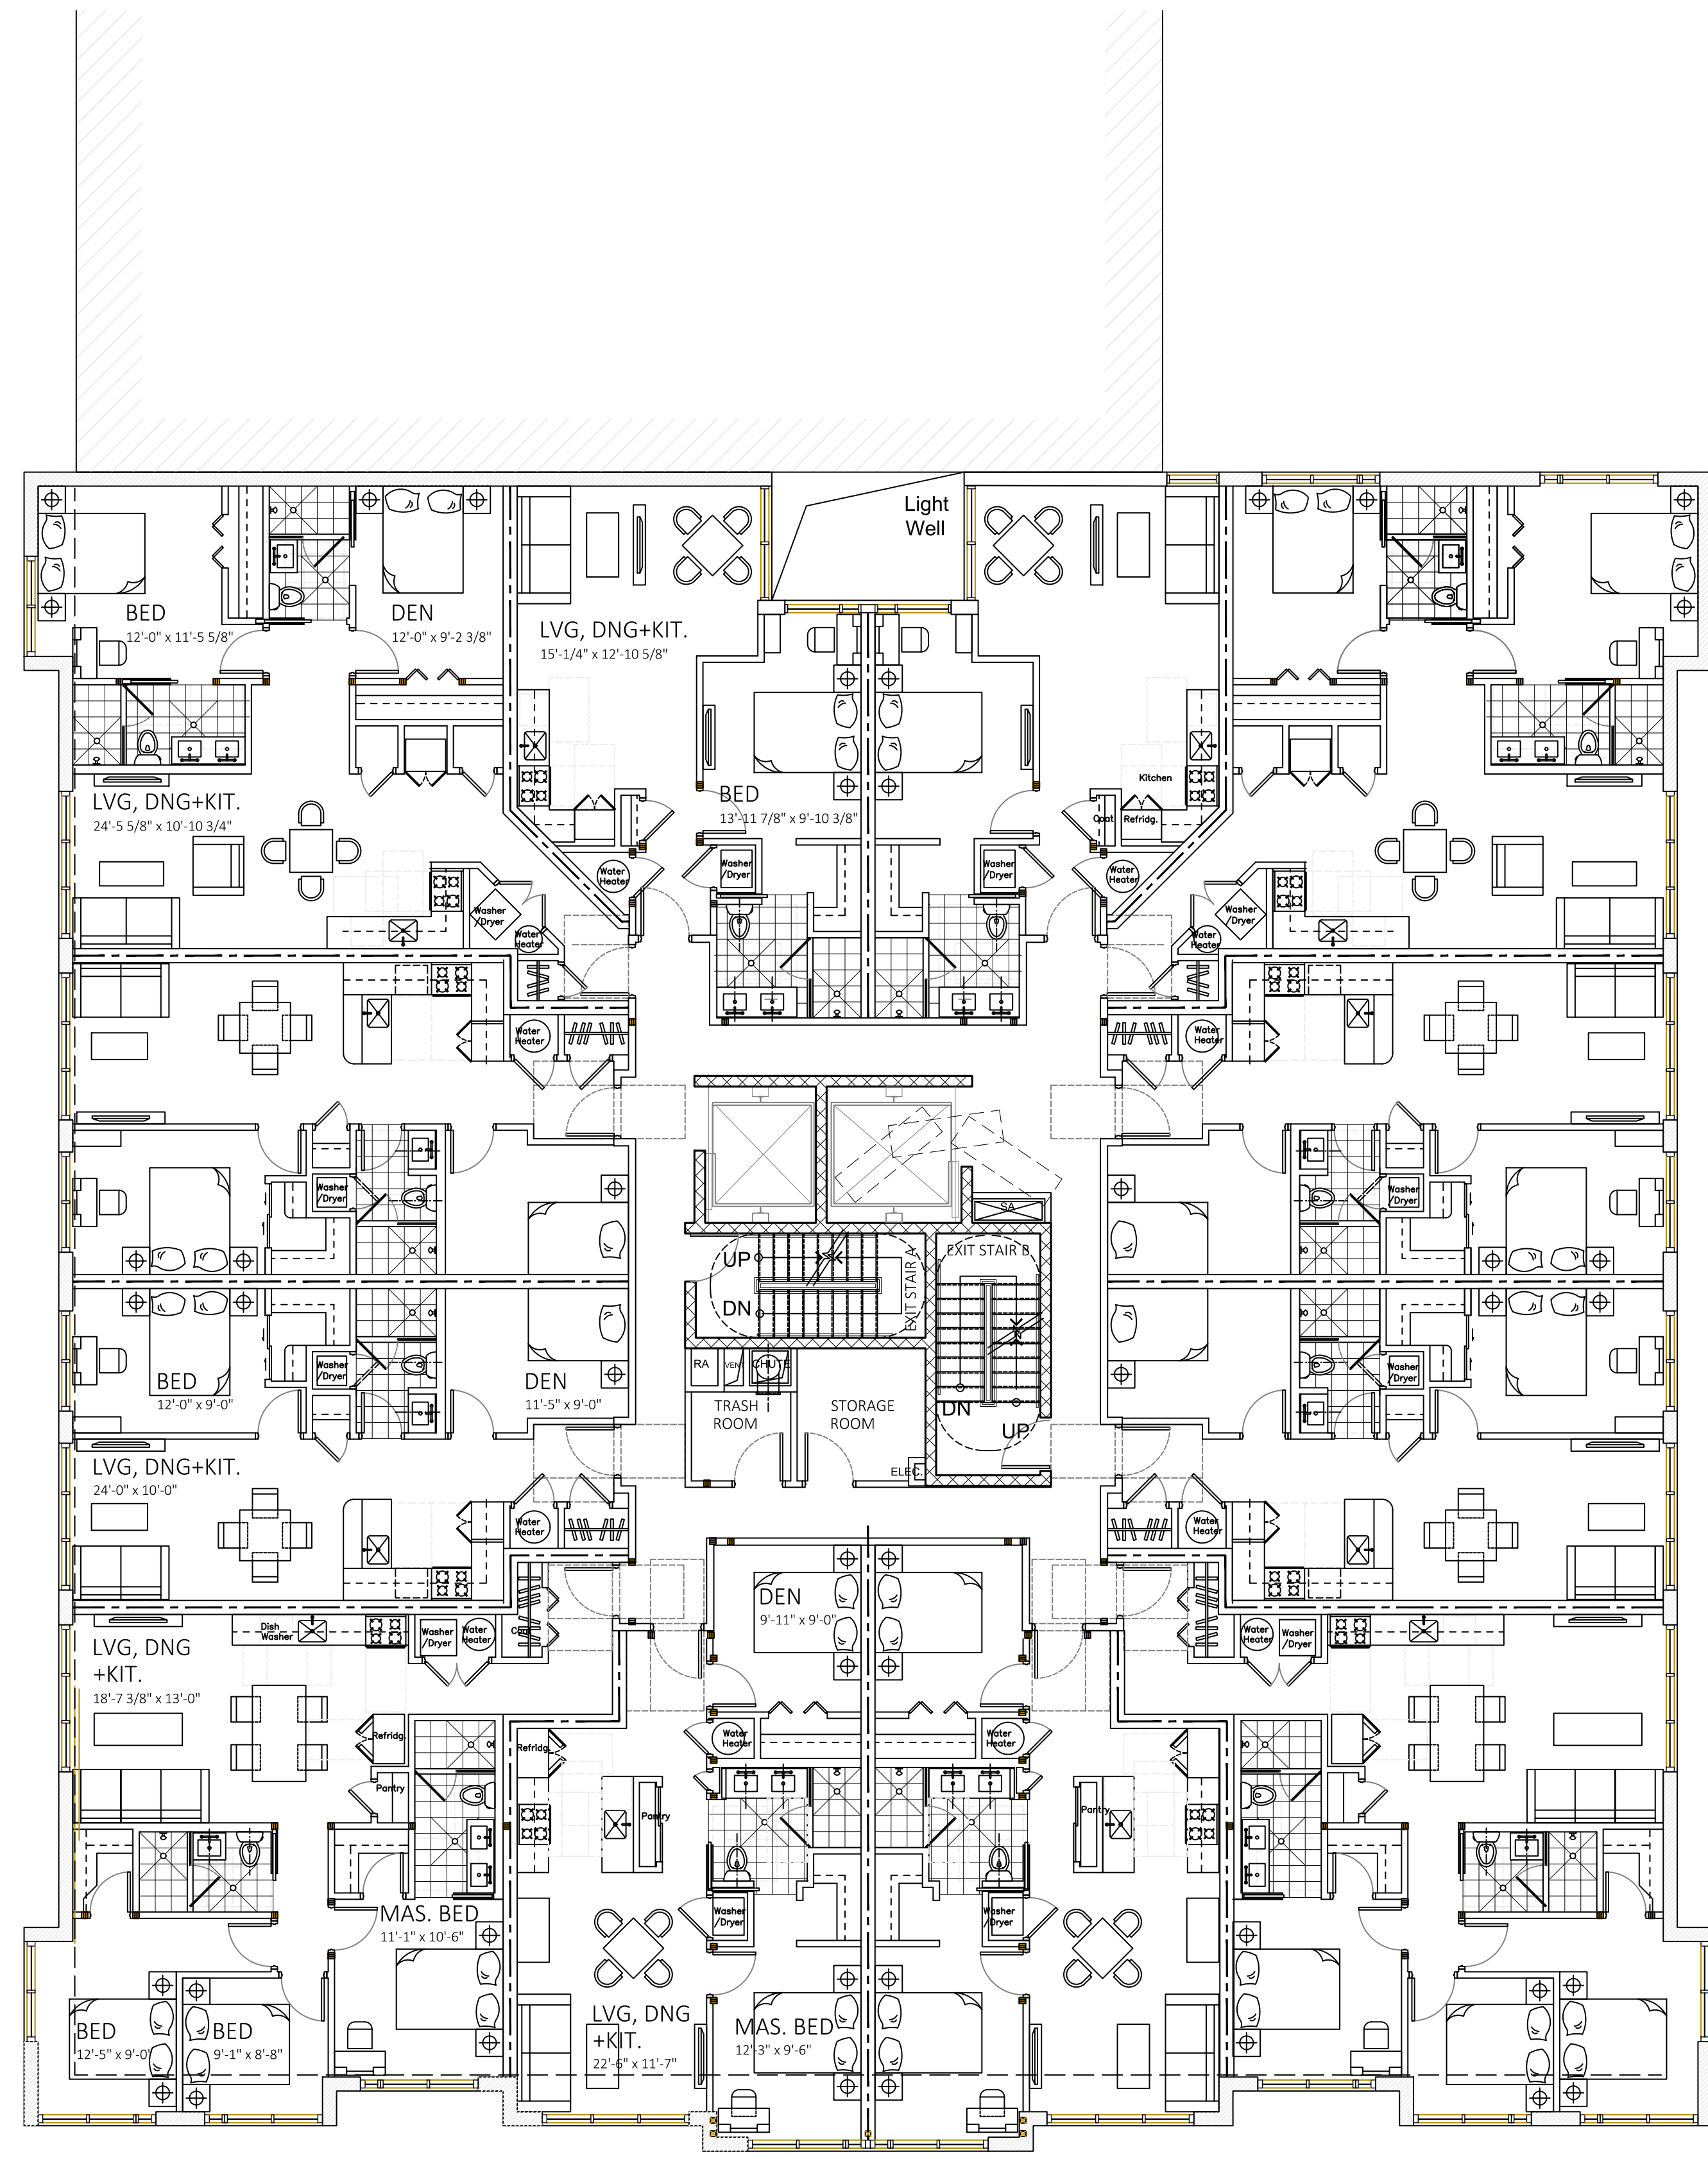 Light
Well
BED
12'-0" x 11'-5 5/8"
DEN
12'-0" x 9'-2 3/8"
LVG, DNG+KIT.
15'-1/4" x 12'-10 5/8"
LVG, DNG+KIT.
24'-5 5/8" x 10'-10 3/4"
BED
13'-11 7/8" x 9'-10 3/8"
Kitchen
Coat
Refridg.
Water
Heater
Washer
/Dryer
Washer
/Dryer
Water
Heater
Washer
/Dryer
Water
Heater
Washer
/Dryer
Water
Heater
Water
Heater
Water
Heater
Washer
/Dryer
Washer
/Dryer
SA
UP
DN
EXIT STAIR A
EXIT STAIR B
DN
UP
RA
VENT
CHUTE
TRASH
ROOM
STORAGE
ROOM
ELEC.
Washer
/Dryer
Washer
/Dryer
BED
12'-0" x 9'-0"
DEN
11'-5" x 9'-0"
LVG, DNG+KIT.
24'-0" x 10'-0"
Water
Heater
Water
Heater
DEN
9'-11" x 9'-0"
LVG, DNG
+KIT.
18'-7 3/8" x 13'-0"
Dish
Washer
Washer
/Dryer
Water
Heater
Coat
Water
Heater
Washer
/Dryer
Refridg.
Refridg.
Water
Heater
Water
Heater
Pantry
Pantry
Pantry
MAS. BED
11'-1" x 10'-6"
Washer
/Dryer
Washer
/Dryer
BED
12'-5" x 9'-0"
BED
9'-1" x 8'-8"
LVG, DNG
+KIT.
22'-6" x 11'-7"
MAS. BED
12'-3" x 9'-6"